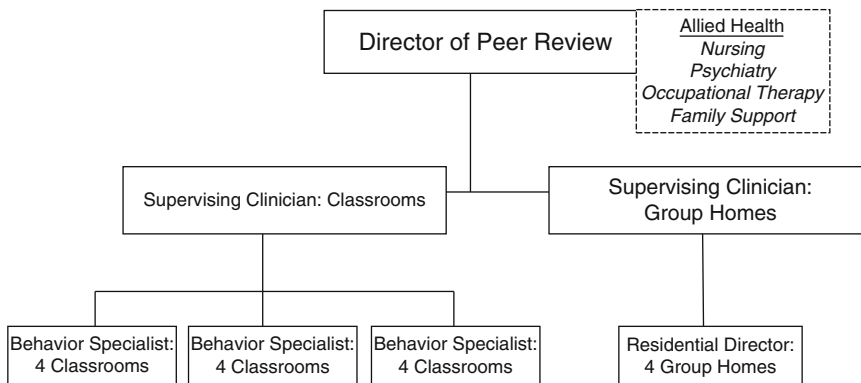 Director of Peer Review
Allied Health
Nursing
Psychiatry
Occupational Therapy
Family Support
Supervising Clinician: Classrooms
Supervising Clinician:
Group Homes
Behavior Specialist:
4 Classrooms
Behavior Specialist:
4 Classrooms
Behavior Specialist:
4 Classrooms
Residential Director:
4 Group Homes